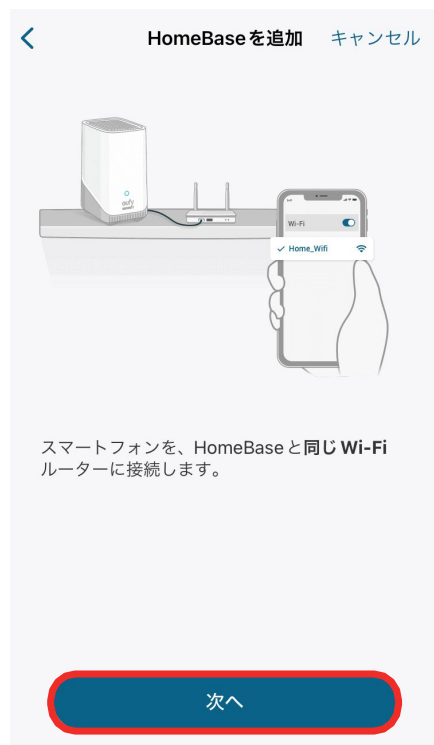 HomeBaseを追加 キャンセル
eufy
Wi-Fi
Home_Wifi
スマートフォンを、HomeBaseと同じWi-Fi
ルーターに接続します。
次へ